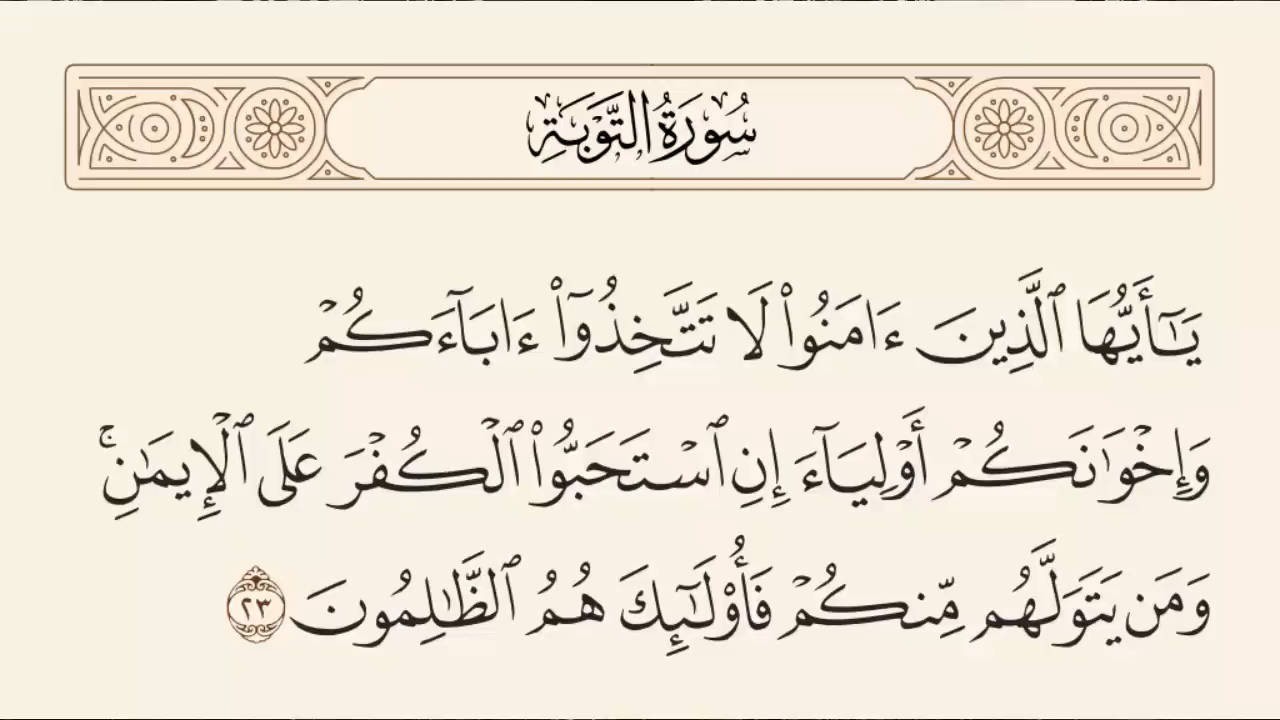 سُورَةُ التَّوْبَةِ
يَـٰٓأَيُّهَا ٱلَّذِينَ ءَامَنُوا۟ لَا تَتَّخِذُوٓا۟ ءَابَآءَكُمْ
وَإِخْوَٰنَكُمْ أَوْلِيَآءَ إِنِ ٱسْتَحَبُّوا۟ ٱلْكُفْرَ عَلَى ٱلْإِيمَـٰنِ ۚ
وَمَن يَتَوَلَّهُم مِّنكُمْ فَأُو۟لَـٰٓئِكَ هُمُ ٱلظَّـٰلِمُونَ ٢٣